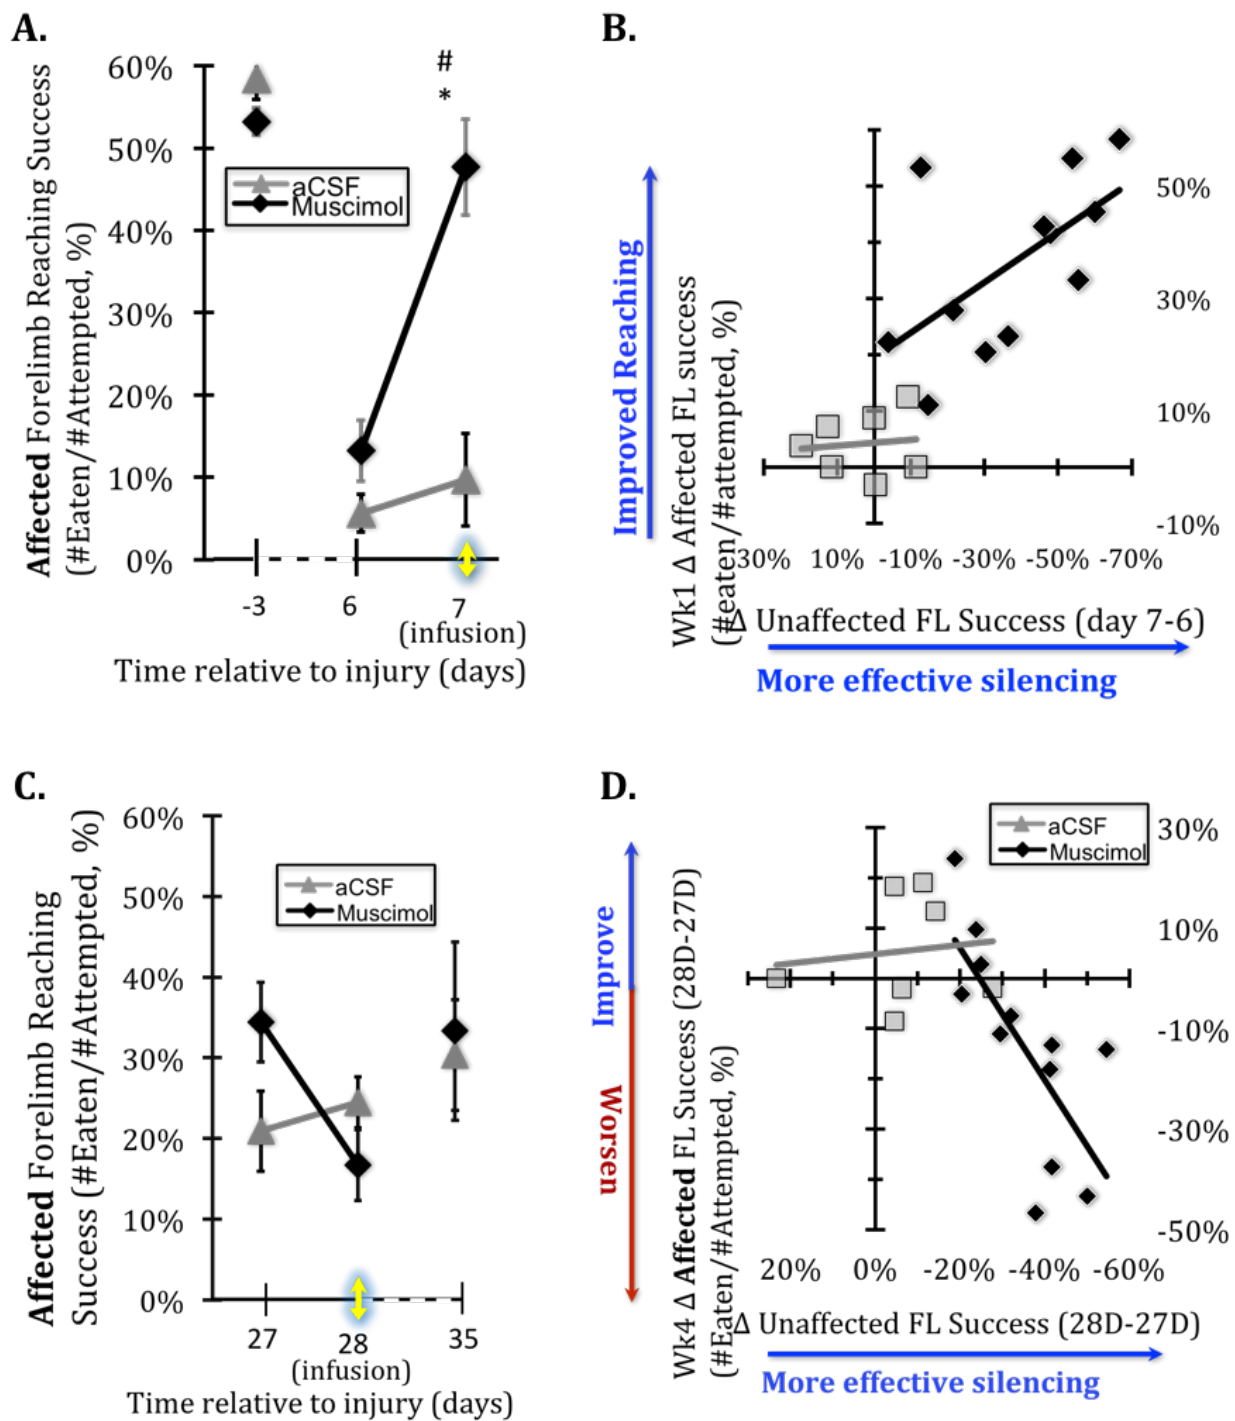 A.
60%
50%
40%
30%
20%
10%
0%
Affected Forelimb Reaching Success
(#Eaten/#Attempted, %)
#
*
aCSF
Muscimol
-3
6
7
(infusion)
Time relative to injury (days)
B.
Improved Reaching
Wk1 Δ Affected FL success
(#eaten/#attempted, %)
50%
30%
10%
-10%
30%
10%
-10%
-30%
-50%
-70%
Δ Unaffected FL Success (day 7-6)
More effective silencing
C.
60%
50%
40%
30%
20%
10%
0%
Affected Forelimb Reaching
Success (#Eaten/#Attempted, %)
aCSF
Muscimol
27
28
35
(infusion)
Time relative to injury (days)
D.
Improve
Worsen
Wk4 Δ Affected FL Success (28D-27D)
(#Eaten/#Attempted, %)
aCSF
Muscimol
30%
10%
-10%
-30%
-50%
20%
0%
-20%
-40%
-60%
Δ Unaffected FL Success (28D-27D)
More effective silencing